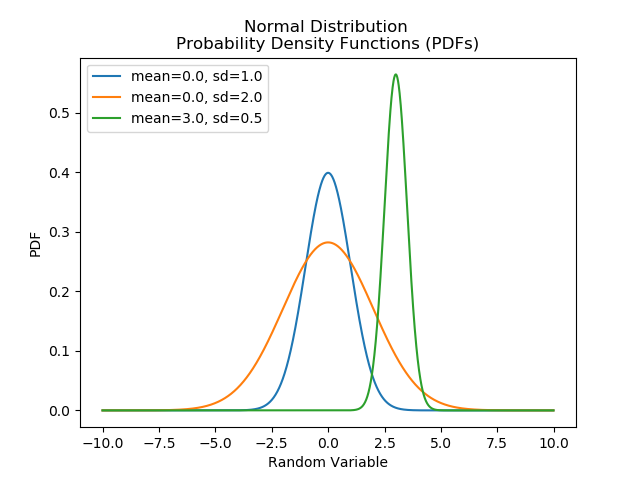 Normal Distribution
Probability Density Functions (PDFs)
mean=0.0, sd=1.0
mean=0.0, sd=2.0
mean=3.0, sd=0.5
PDF
0.5
0.4
0.3
0.2
0.1
0.0
−10.0 −7.5 −5.0 −2.5 0.0 2.5 5.0 7.5 10.0
Random Variable